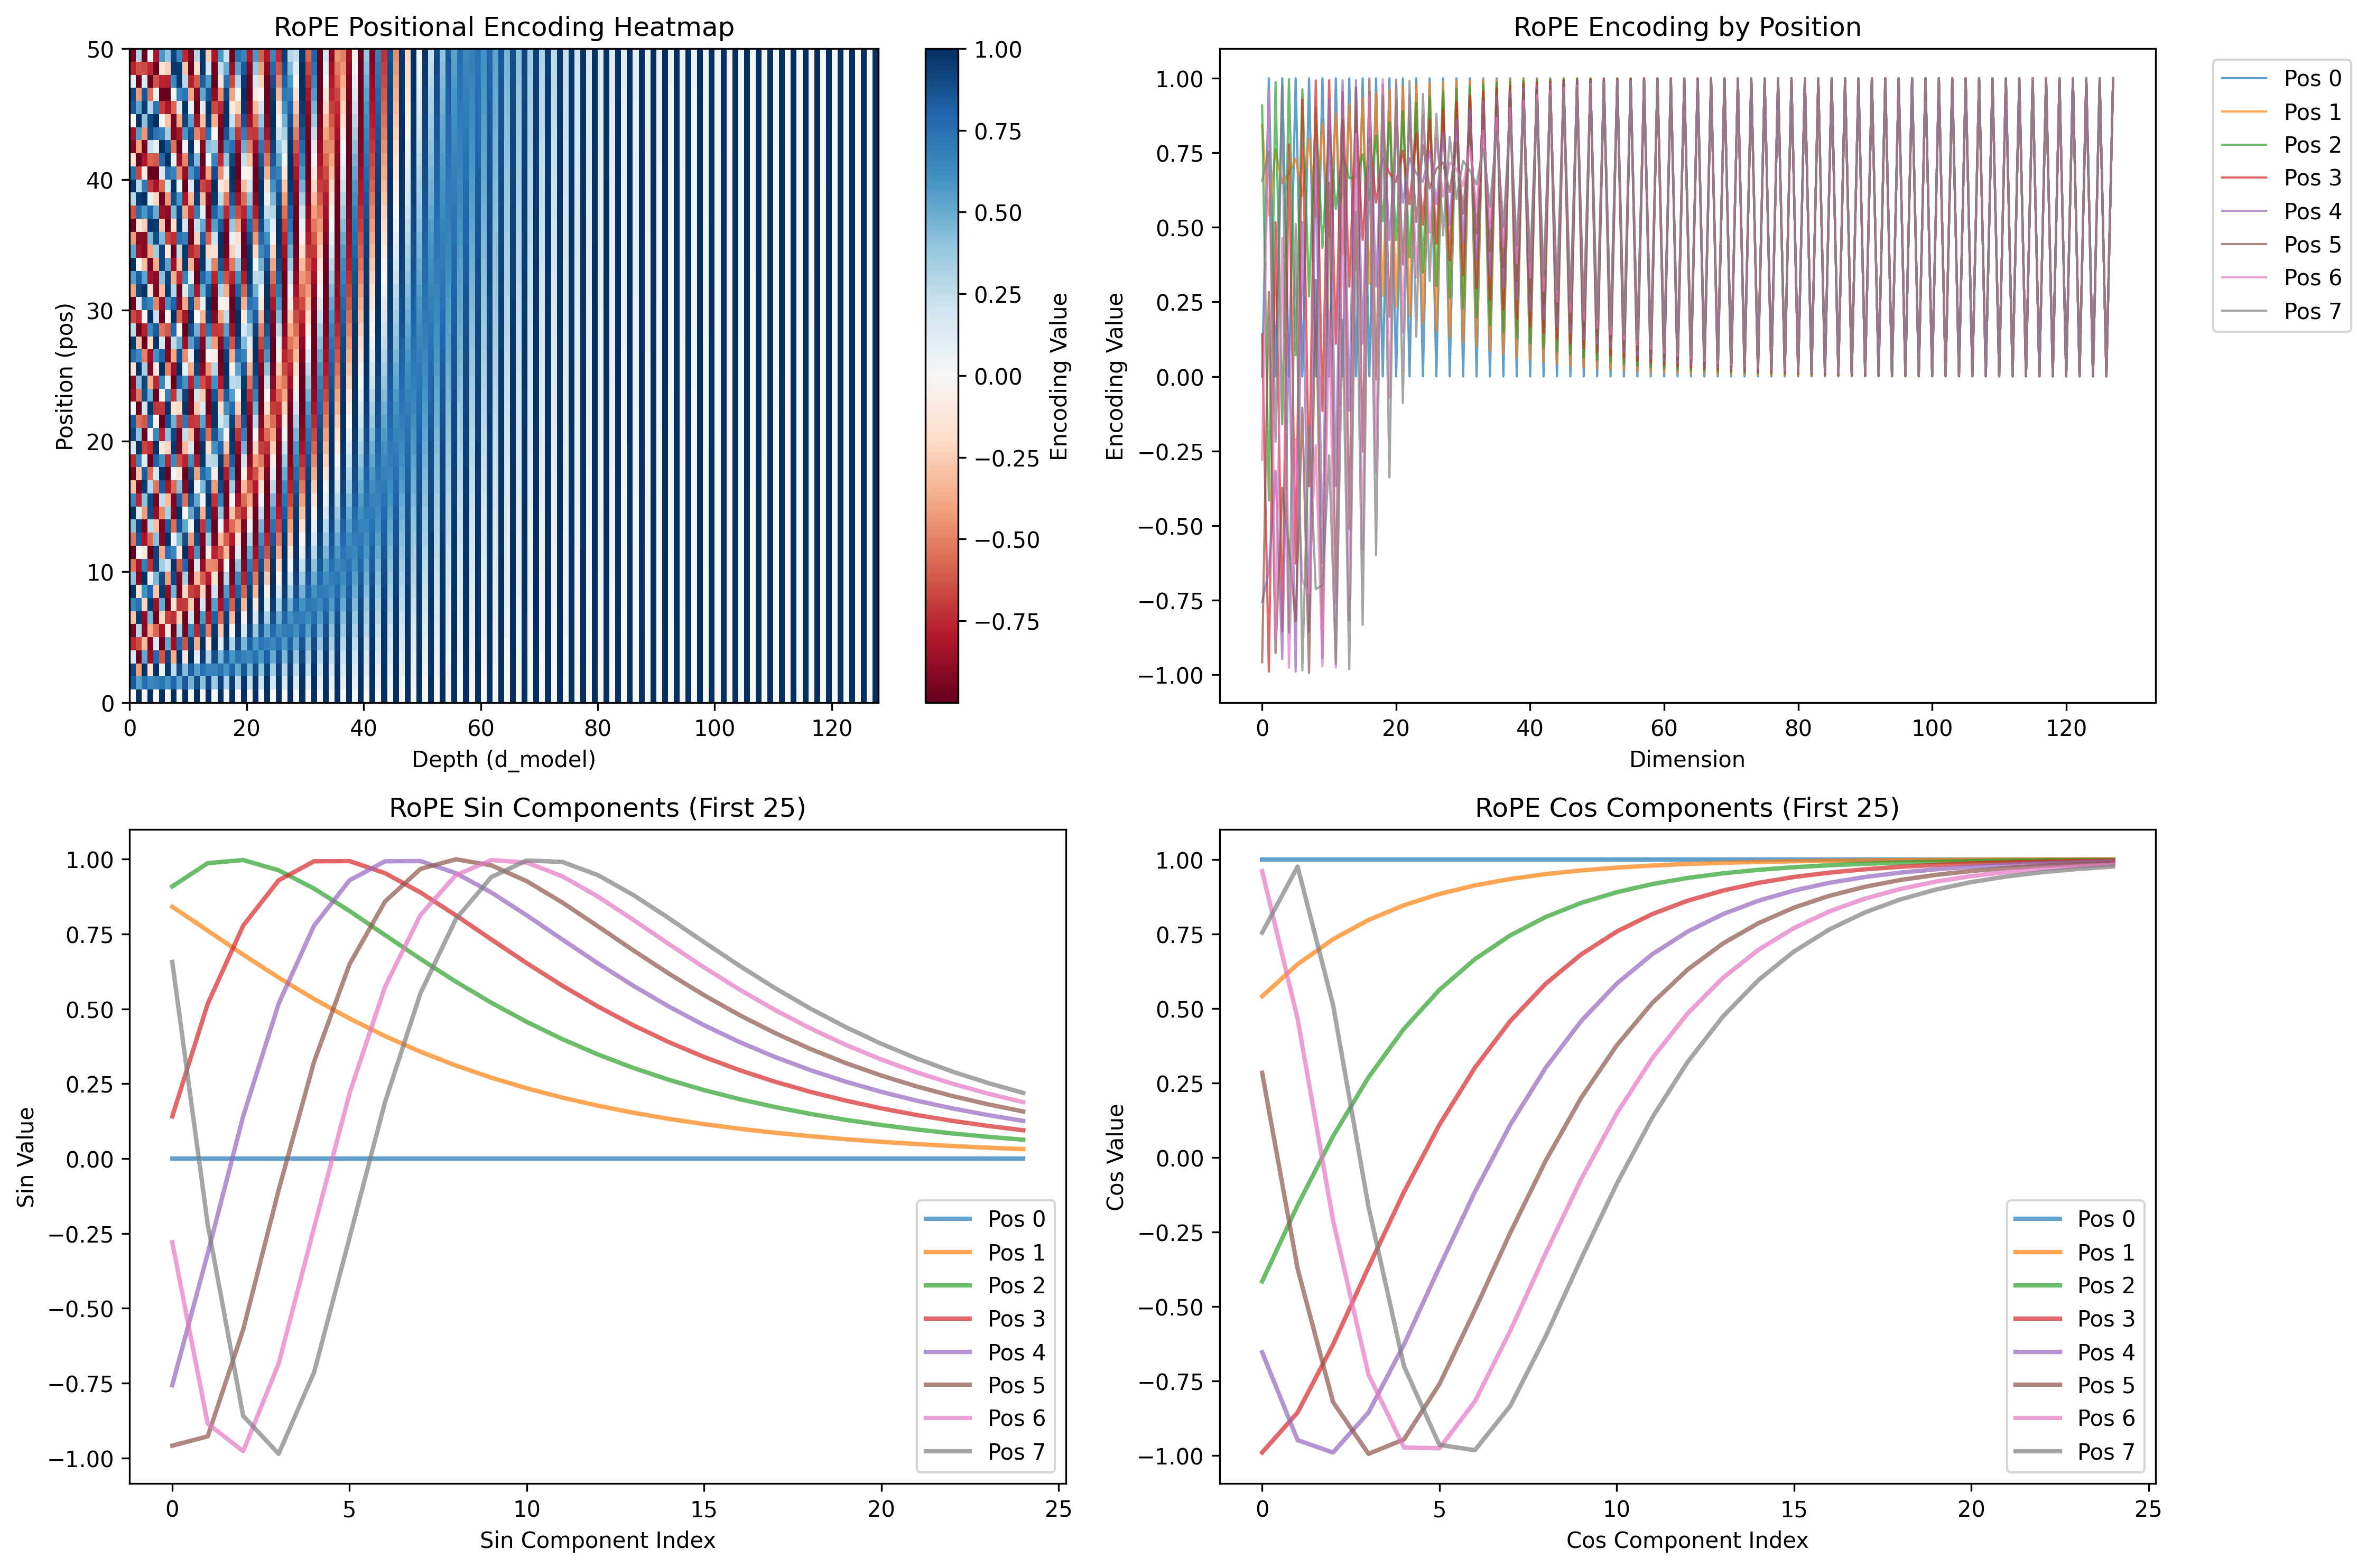 RoPE Positional Encoding Heatmap
50
40
30
20
10
0
Position (pos)
0 20 40 60 80 100 120
Depth (d_model)
1.00
0.75
0.50
0.25
0.00
−0.25
−0.50
−0.75
Encoding Value
RoPE Encoding by Position
1.00
0.75
0.50
0.25
0.00
−0.25
−0.50
−0.75
−1.00
Encoding Value
0 20 40 60 80 100 120
Dimension
Pos 0
Pos 1
Pos 2
Pos 3
Pos 4
Pos 5
Pos 6
Pos 7
RoPE Sin Components (First 25)
1.00
0.75
0.50
0.25
0.00
−0.25
−0.50
−0.75
−1.00
Sin Value
0 5 10 15 20 25
Sin Component Index
Pos 0
Pos 1
Pos 2
Pos 3
Pos 4
Pos 5
Pos 6
Pos 7
RoPE Cos Components (First 25)
1.00
0.75
0.50
0.25
0.00
−0.25
−0.50
−0.75
−1.00
Cos Value
0 5 10 15 20 25
Cos Component Index
Pos 0
Pos 1
Pos 2
Pos 3
Pos 4
Pos 5
Pos 6
Pos 7